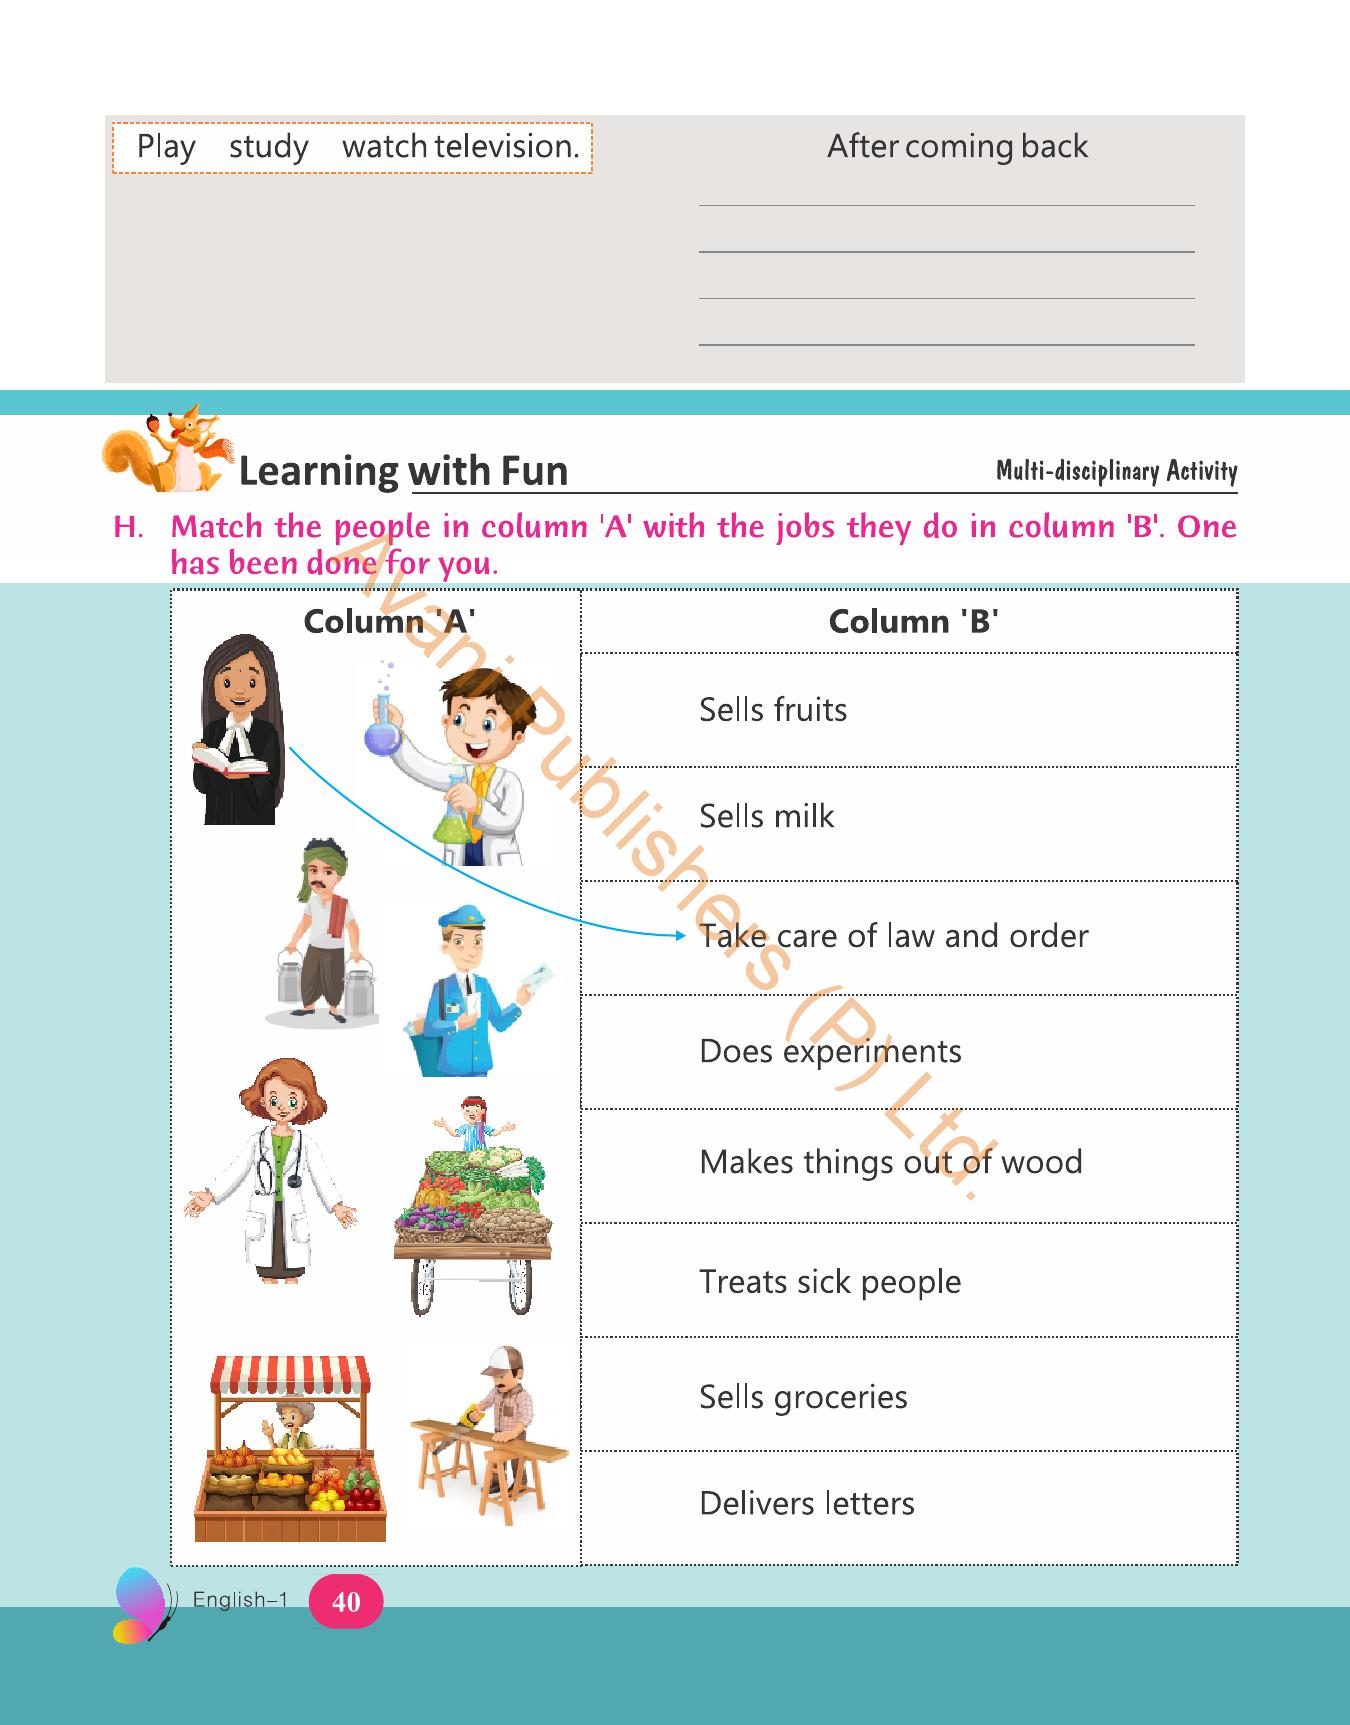 Play study watch television.
After coming back
Learning with Fun
Multi-disciplinary Activity
H. Match the people in column 'A' with the jobs they do in column 'B'. One
has been done for you.
Column 'A'
Column 'B'
Sells fruits
Sells milk
Take care of law and order
Does experiments
Makes things out of wood
Treats sick people
Sells groceries
Delivers letters
Avani Publishers (P) Ltd.
English–1
40